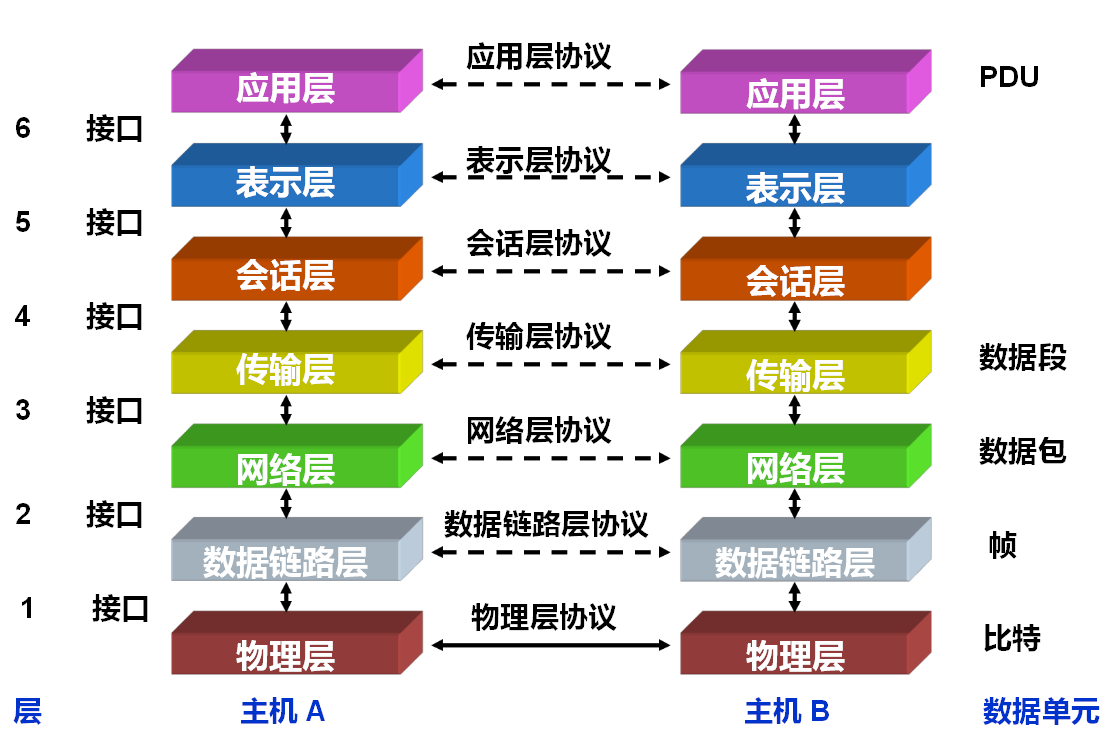 应用层协议
应用层
应用层
PDU
6 接口
表示层协议
表示层
表示层
5 接口
会话层协议
会话层
会话层
4 接口
传输层协议
传输层
传输层
数据段
3 接口
网络层协议
网络层
网络层
数据包
2 接口
数据链路层协议
数据链路层
数据链路层
帧
1 接口
物理层协议
物理层
物理层
比特
层 主机 A 主机 B 数据单元